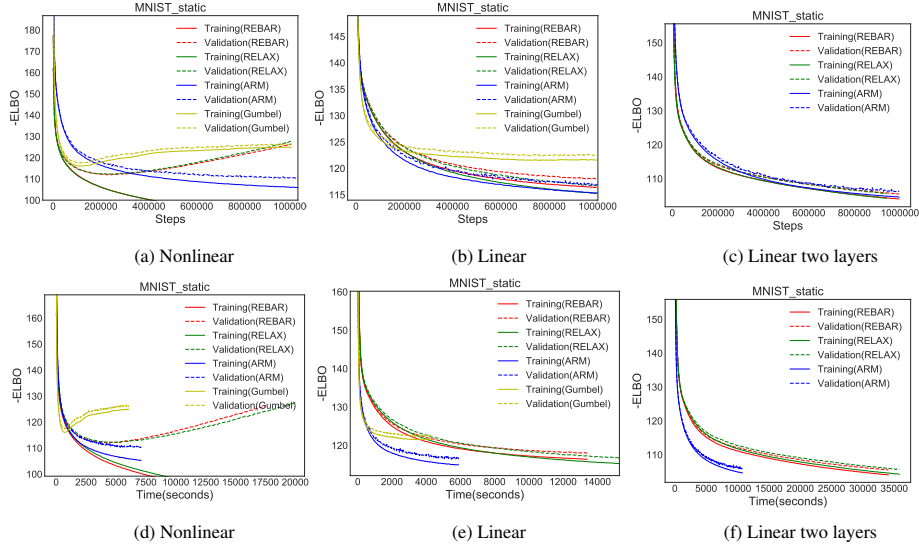 MNIST_static
-ELBO
180
170
160
150
140
130
120
110
100
0
200000
400000
600000
800000
1000000
Steps
Training(REBAR)
Validation(REBAR)
Training(RELAX)
Validation(RELAX)
Training(ARM)
Validation(ARM)
Training(Gumbel)
Validation(Gumbel)
(a) Nonlinear
MNIST_static
-ELBO
145
140
135
130
125
120
115
0
200000
400000
600000
800000
1000000
Steps
Training(REBAR)
Validation(REBAR)
Training(RELAX)
Validation(RELAX)
Training(ARM)
Validation(ARM)
Training(Gumbel)
Validation(Gumbel)
(b) Linear
MNIST_static
-ELBO
150
140
130
120
110
0
200000
400000
600000
800000
1000000
Steps
Training(REBAR)
Validation(REBAR)
Training(RELAX)
Validation(RELAX)
Training(ARM)
Validation(ARM)
(c) Linear two layers
MNIST_static
-ELBO
160
150
140
130
120
110
100
0
2500
5000
7500
10000
12500
15000
17500
20000
Time(seconds)
Training(REBAR)
Validation(REBAR)
Training(RELAX)
Validation(RELAX)
Training(ARM)
Validation(ARM)
Training(Gumbel)
Validation(Gumbel)
(d) Nonlinear
MNIST_static
-ELBO
160
150
140
130
120
0
2000
4000
6000
8000
10000
12000
14000
Time(seconds)
Training(REBAR)
Validation(REBAR)
Training(RELAX)
Validation(RELAX)
Training(ARM)
Validation(ARM)
Training(Gumbel)
Validation(Gumbel)
(e) Linear
MNIST_static
-ELBO
150
140
130
120
110
0
5000
10000
15000
20000
25000
30000
35000
Time(seconds)
Training(REBAR)
Validation(REBAR)
Training(RELAX)
Validation(RELAX)
Training(ARM)
Validation(ARM)
(f) Linear two layers